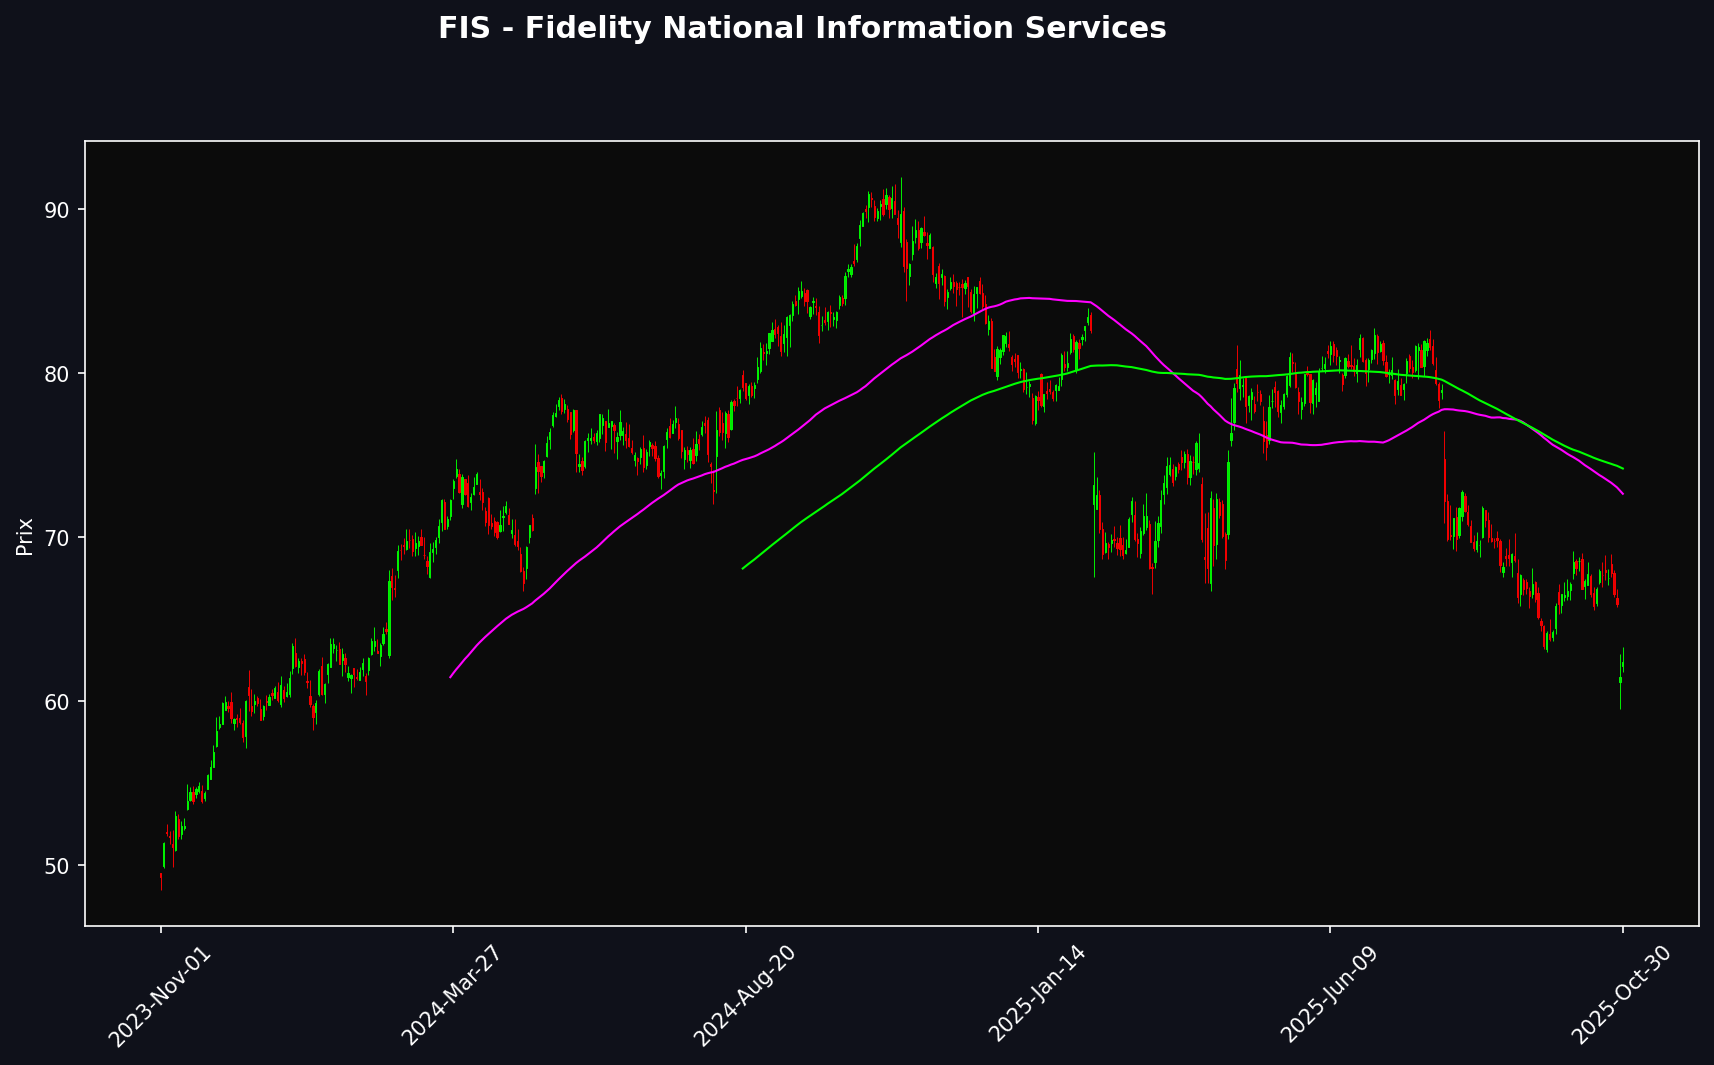 FIS - Fidelity National Information Services
Prix
90
80
70
60
50
2023-Nov-01
2024-Mar-27
2024-Aug-20
2025-Jan-14
2025-Jun-09
2025-Oct-30